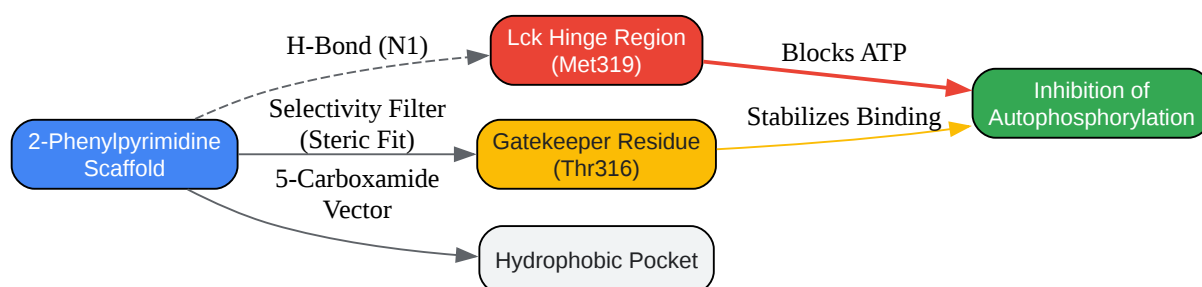 2-Phenylpyrimidine
Scaffold
H-Bond (N1)
Selectivity Filter
(Steric Fit)
5-Carboxamide
Vector
Lck Hinge Region
(Met319)
Gatekeeper Residue
(Thr316)
Hydrophobic Pocket
Blocks ATP
Stabilizes Binding
Inhibition of
Autophosphorylation